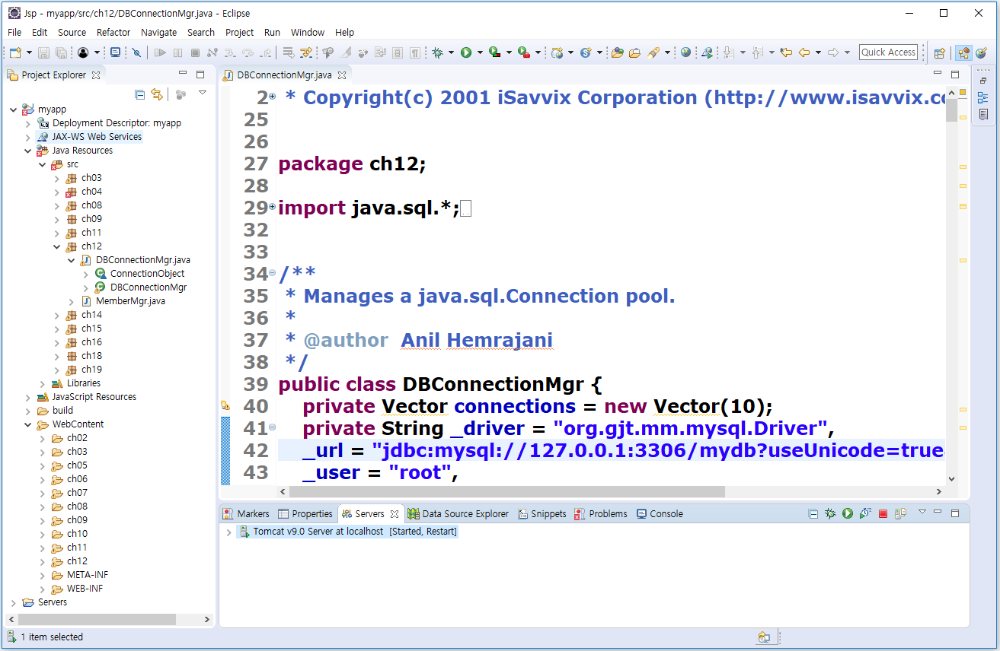 Jsp - myapp/src/ch12/DBConnectionMgr.java - Eclipse
File Edit Source Refactor Navigate Search Project Run Window Help
Quick Access
Project Explorer
myapp
Deployment Descriptor: myapp
JAX-WS Web Services
Java Resources
src
ch03
ch04
ch08
ch09
ch11
ch12
DBConnectionMgr.java
ConnectionObject
DBConnectionMgr
MemberMgr.java
ch14
ch15
ch16
ch18
ch19
Libraries
JavaScript Resources
build
WebContent
ch02
ch03
ch05
ch06
ch07
ch08
ch09
ch10
ch11
ch12
META-INF
WEB-INF
Servers
DBConnectionMgr.java
2 * Copyright(c) 2001 iSavvix Corporation (http://www.isavvix.co
25
26
27 package ch12;
28
29 import java.sql.*;
32
33
34 /**
35 * Manages a java.sql.Connection pool.
36 *
37 * @author Anil Hemrajani
38 */
39 public class DBConnectionMgr {
40 private Vector connections = new Vector(10);
41 private String _driver = "org.gjt.mm.mysql.Driver",
42 _url = "jdbc:mysql://127.0.0.1:3306/mydb?useUnicode=true
43 _user = "root",
Markers Properties Servers Data Source Explorer Snippets Problems Console
Tomcat v9.0 Server at localhost [Started, Restart]
1 item selected